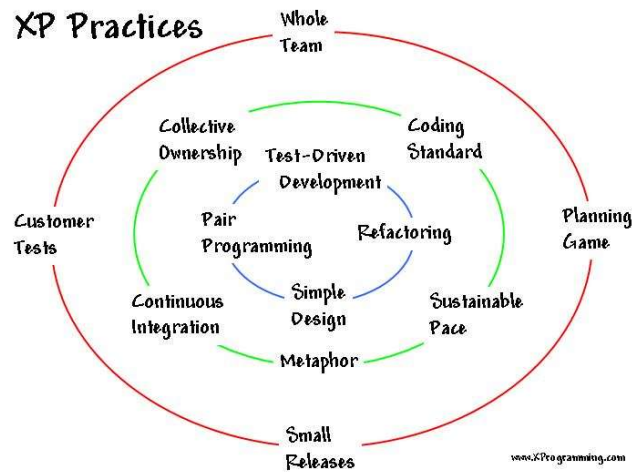 XP Practices
Whole
Team
Collective
Ownership
Coding
Standard
Test-Driven
Development
Customer
Tests
Pair
Programming
Refactoring
Planning
Game
Continuous
Integration
Simple
Design
Sustainable
Pace
Metaphor
Small
Releases
www.XProgramming.com